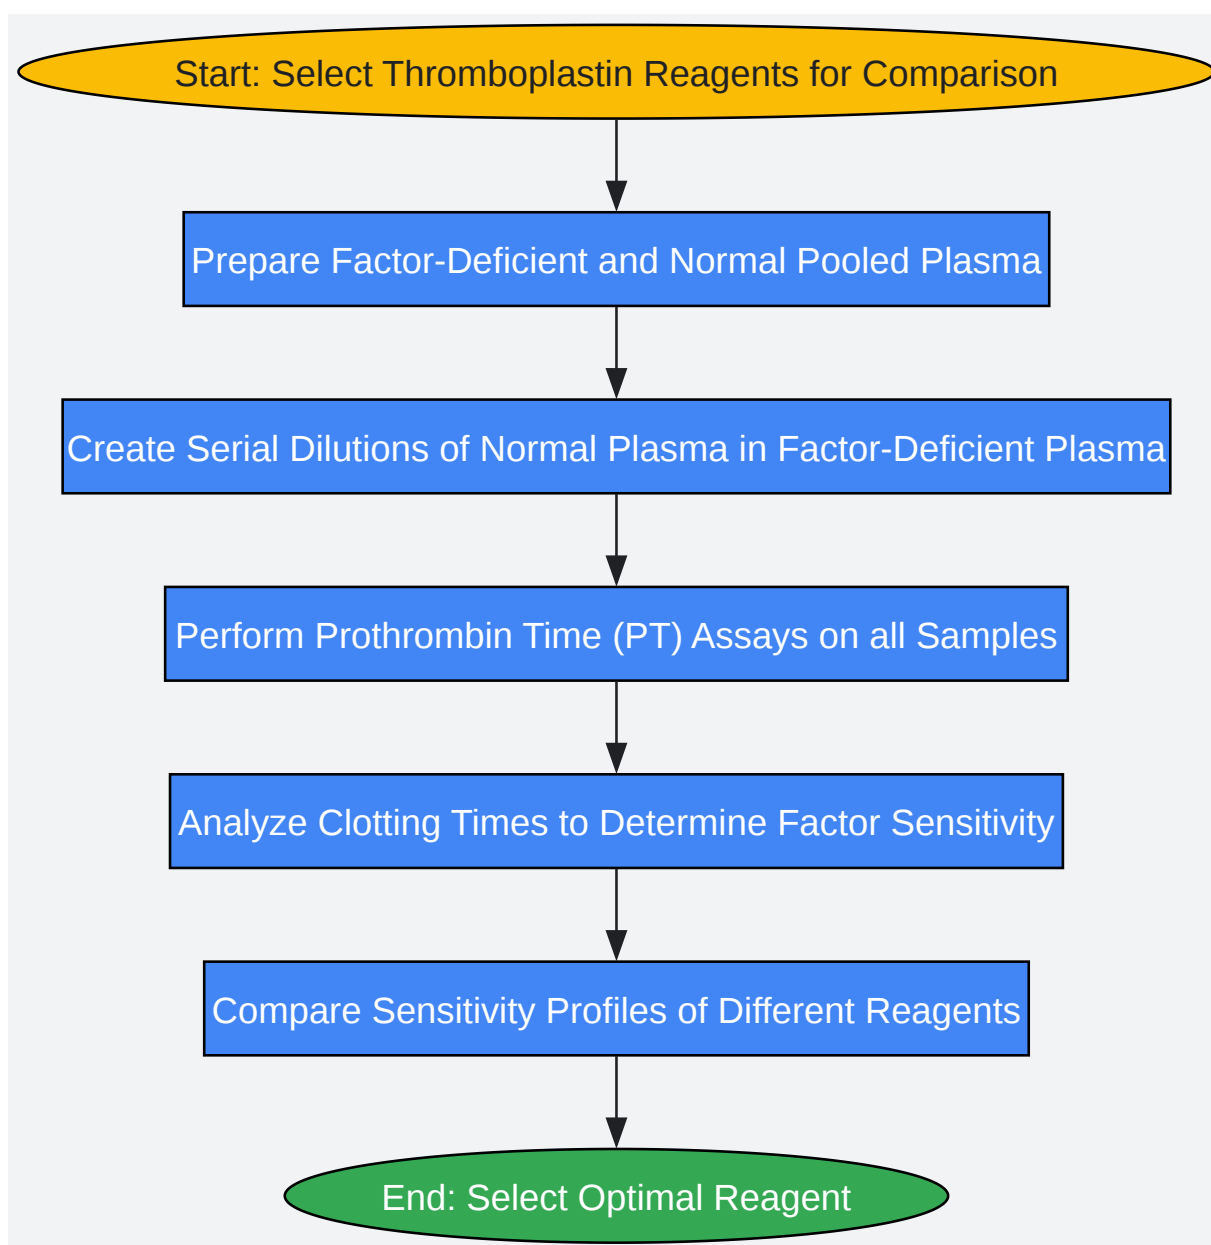 Start: Select Thromboplastin Reagents for Comparison
Prepare Factor-Deficient and Normal Pooled Plasma
Create Serial Dilutions of Normal Plasma in Factor-Deficient Plasma
Perform Prothrombin Time (PT) Assays on all Samples
Analyze Clotting Times to Determine Factor Sensitivity
Compare Sensitivity Profiles of Different Reagents
End: Select Optimal Reagent